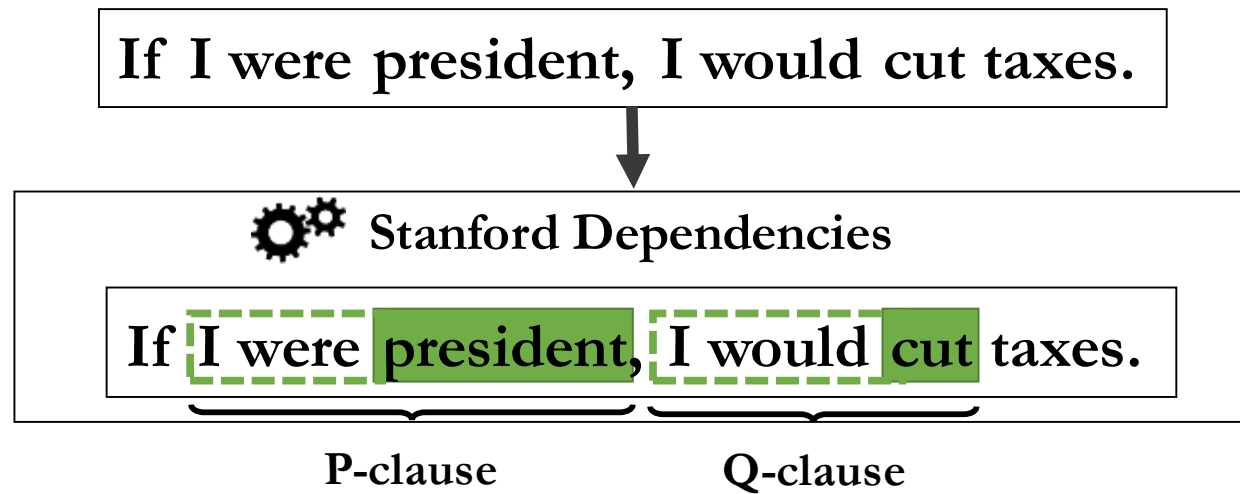 If I were president, I would cut taxes.
Stanford Dependencies
If I were president, I would cut taxes.
P-clause Q-clause